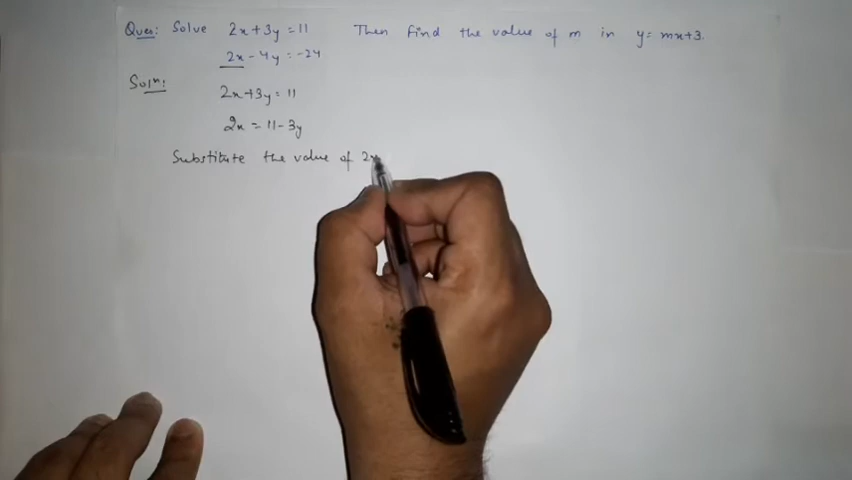 Ques: Solve 2x+3y = 11 Then find the value of m in y = mx+3.
2x - 4y = -24
Solⁿ:
2x+3y = 11
2x = 11 - 3y
Substitute the value of 2x